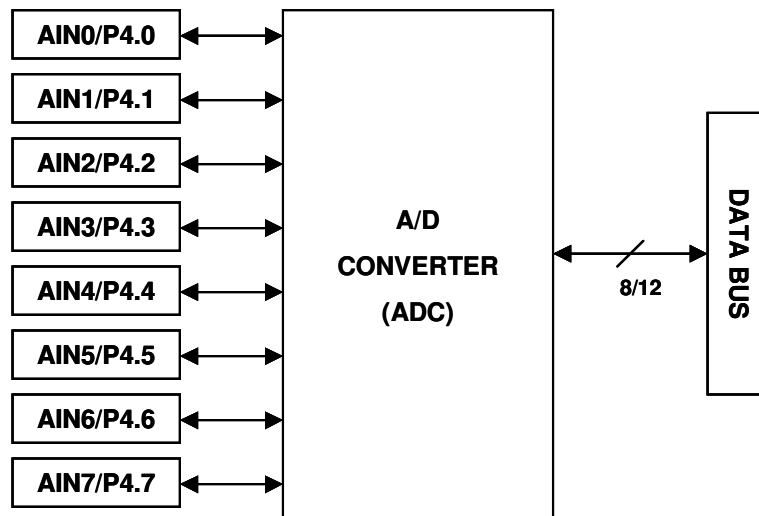 AIN0/P4.0
AIN1/P4.1
AIN2/P4.2
AIN3/P4.3
AIN4/P4.4
AIN5/P4.5
AIN6/P4.6
AIN7/P4.7
A/D
CONVERTER
(ADC)
8/12
DATA BUS